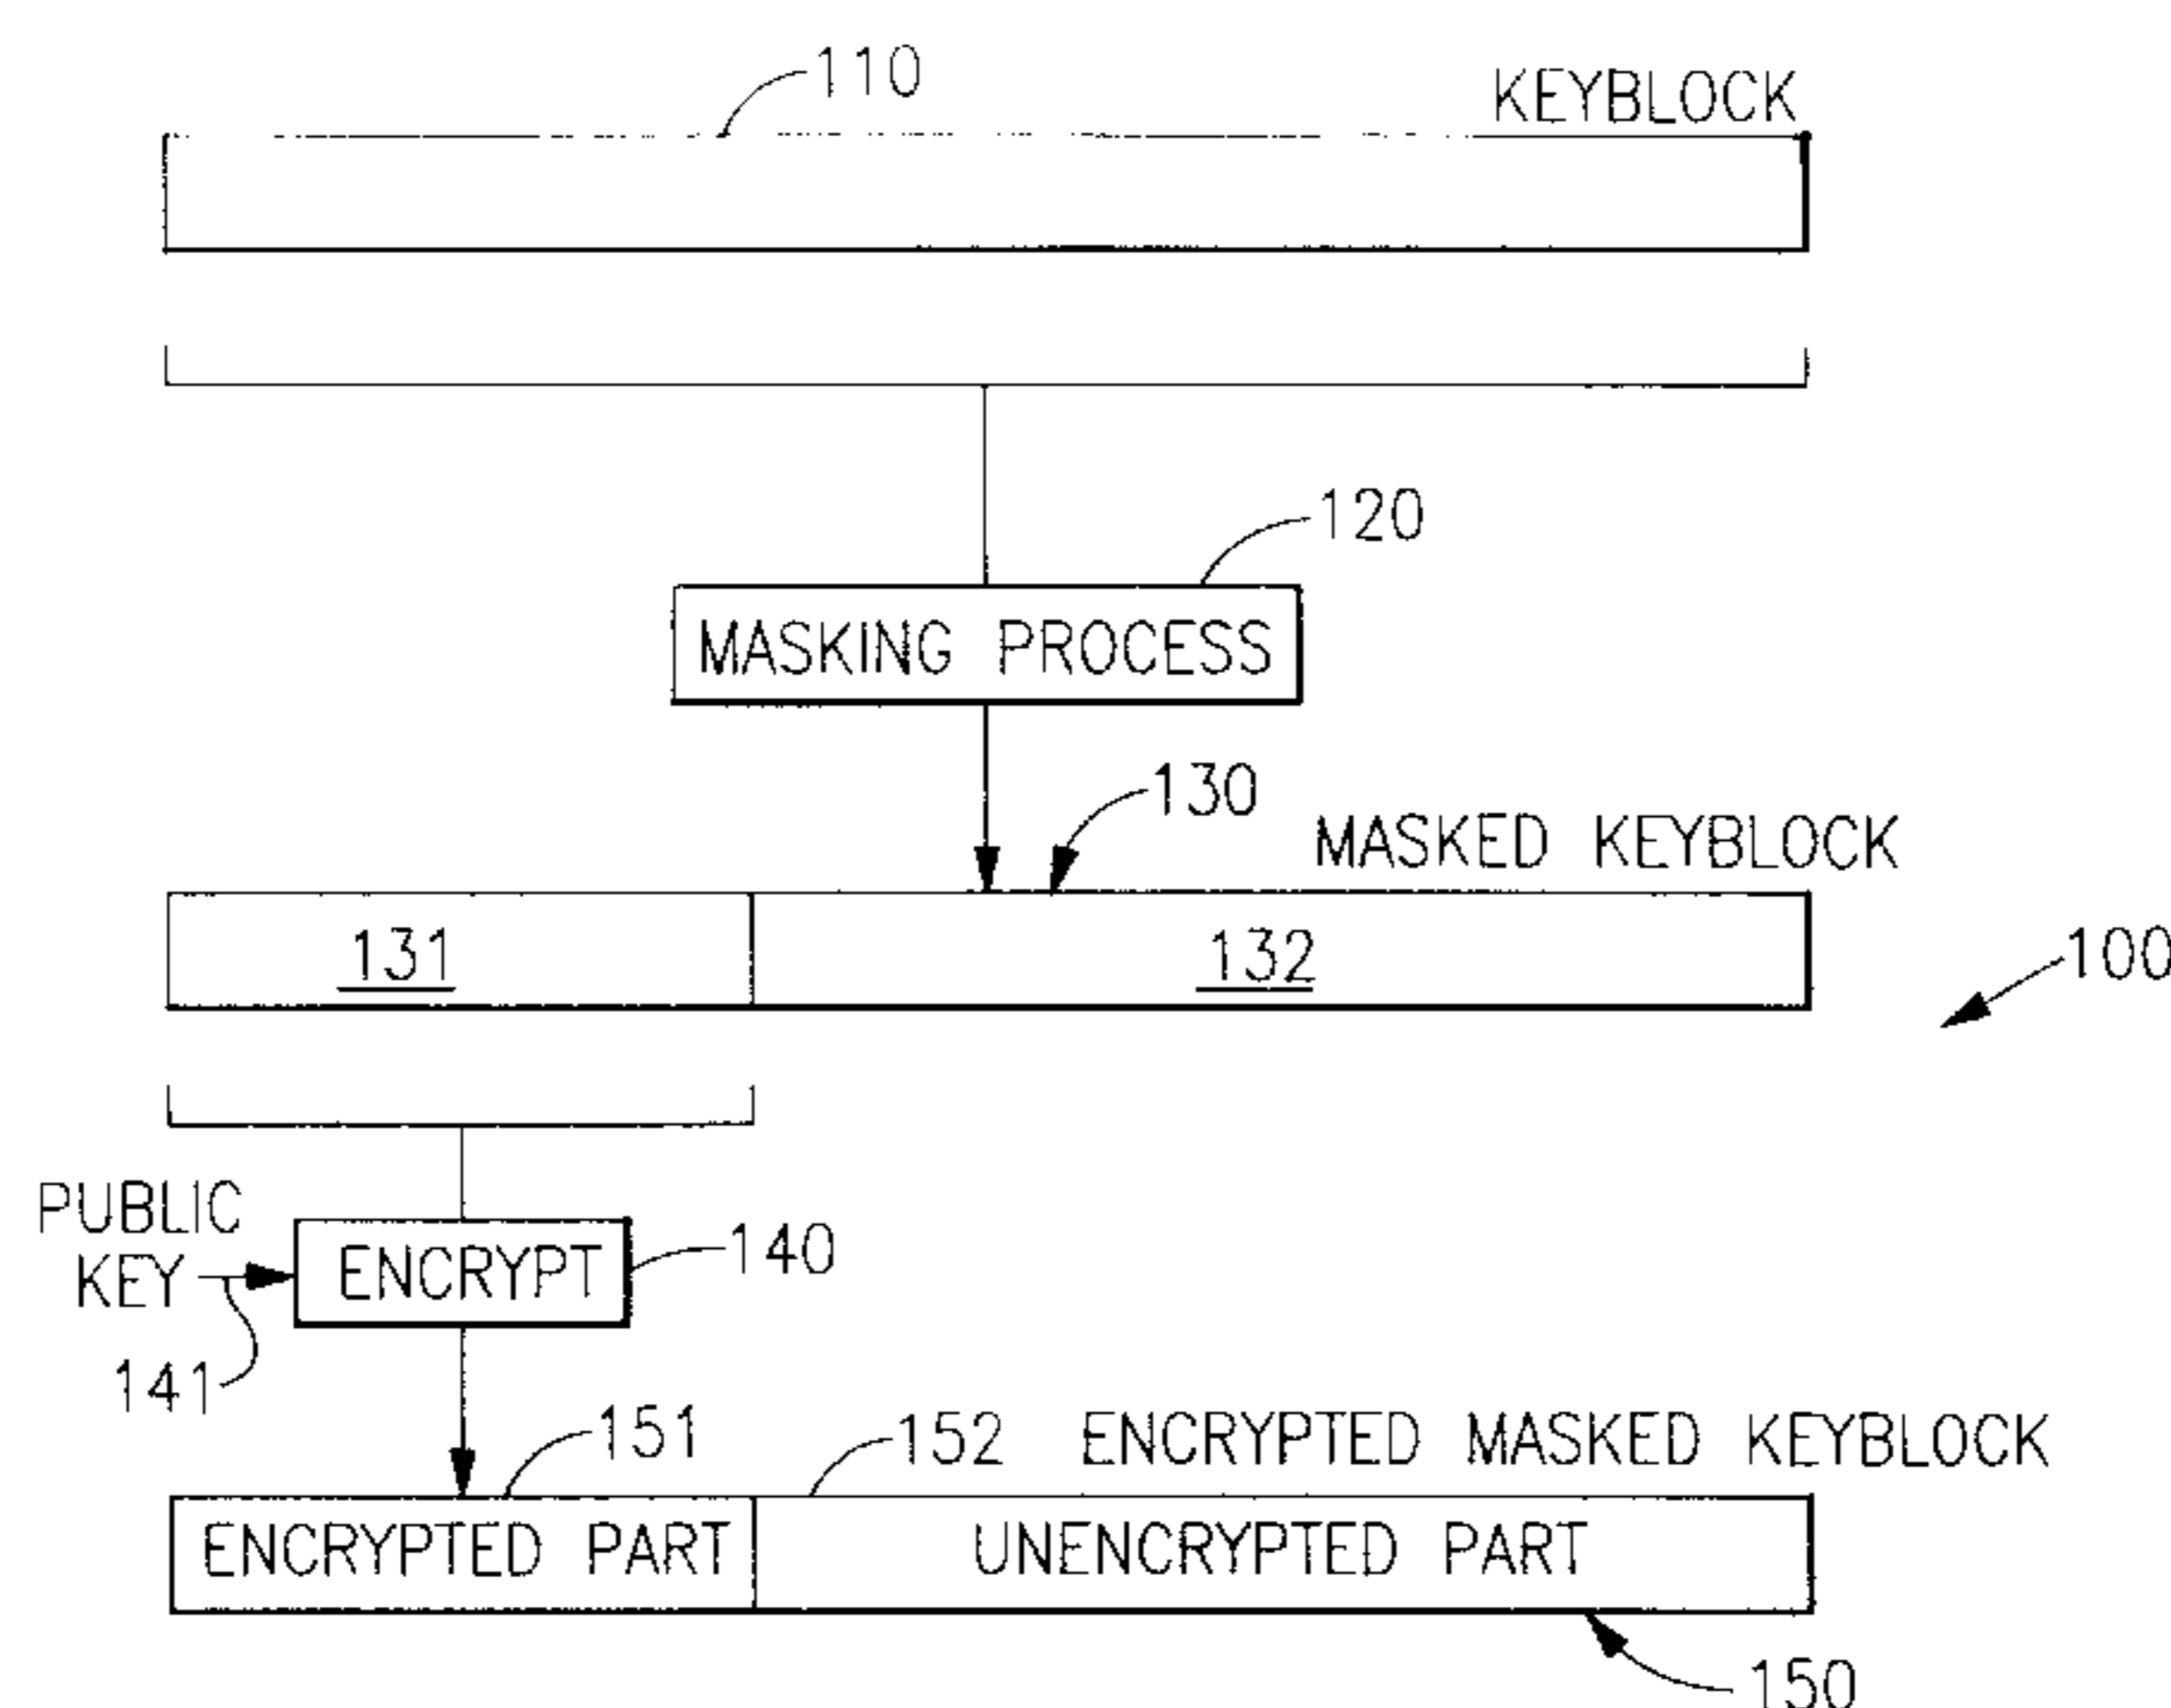 110
KEYBLOCK
120
MASKING PROCESS
130
MASKED KEYBLOCK
131
132
100
PUBLIC
KEY
ENCRYPT
140
141
151
152
ENCRYPTED MASKED KEYBLOCK
ENCRYPTED PART
UNENCRYPTED PART
150